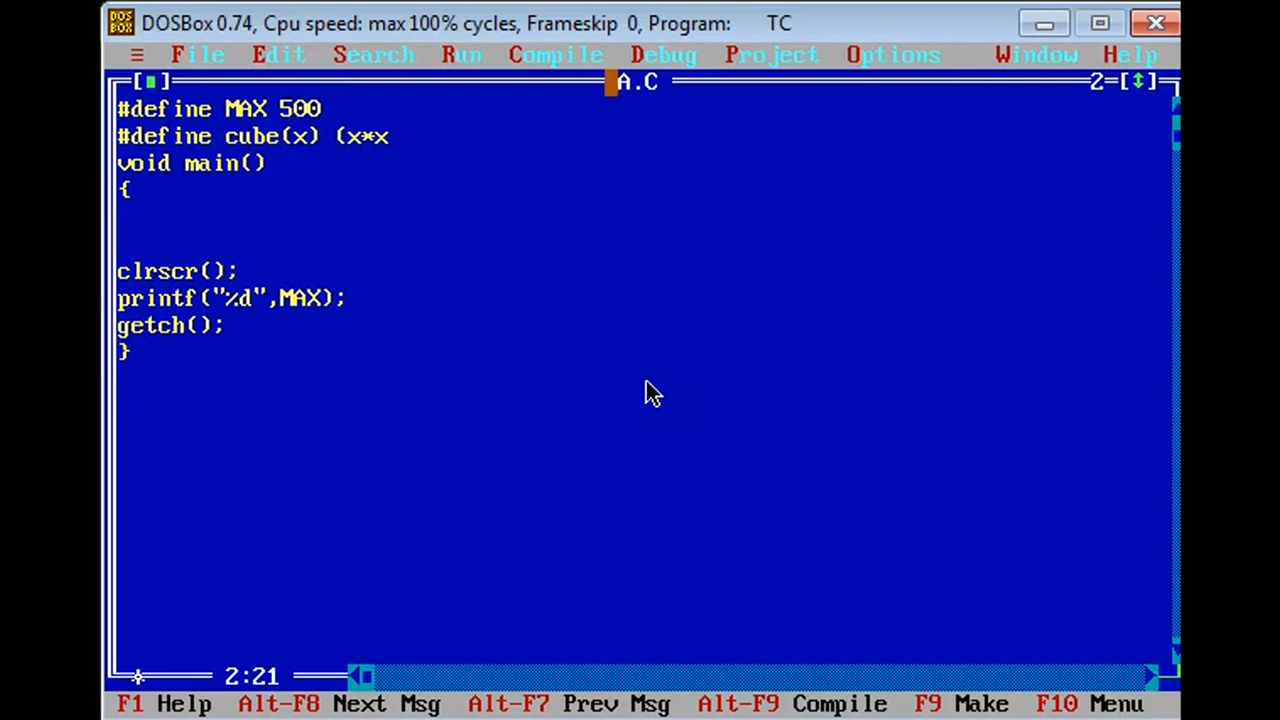 DOSBox 0.74, Cpu speed: max 100% cycles, Frameskip 0, Program: TC
≡ File Edit Search Run Compile Debug Project Options Window Help
A.C 2
#define MAX 500
#define cube(x) (x*x
void main()
{
clrscr();
printf("%d",MAX);
getch();
}
2:21
F1 Help Alt-F8 Next Msg Alt-F7 Prev Msg Alt-F9 Compile F9 Make F10 Menu